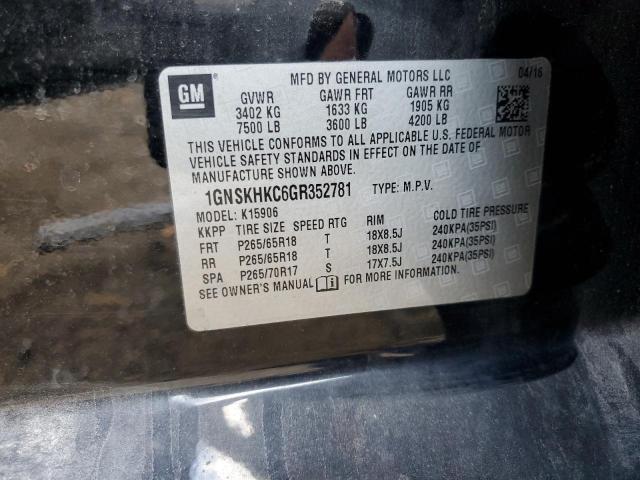 GM
MFD BY GENERAL MOTORS LLC 04/16
GVWR GAWR FRT GAWR RR
3402 KG 1633 KG 1905 KG
7500 LB 3600 LB 4200 LB
THIS VEHICLE CONFORMS TO ALL APPLICABLE U.S. FEDERAL MOTOR
VEHICLE SAFETY STANDARDS IN EFFECT ON THE DATE OF
MANUFACTURE SHOWN ABOVE.
1GNSKHKC6GR352781 TYPE: M.P.V.
MODEL: K15906
KKPP TIRE SIZE SPEED RTG RIM COLD TIRE PRESSURE
FRT P265/65R18 T 18X8.5J 240KPA(35PSI)
RR P265/65R18 T 18X8.5J 240KPA(35PSI)
SPA P265/70R17 S 17X7.5J 240KPA(35PSI)
SEE OWNER'S MANUAL FOR MORE INFORMATION.